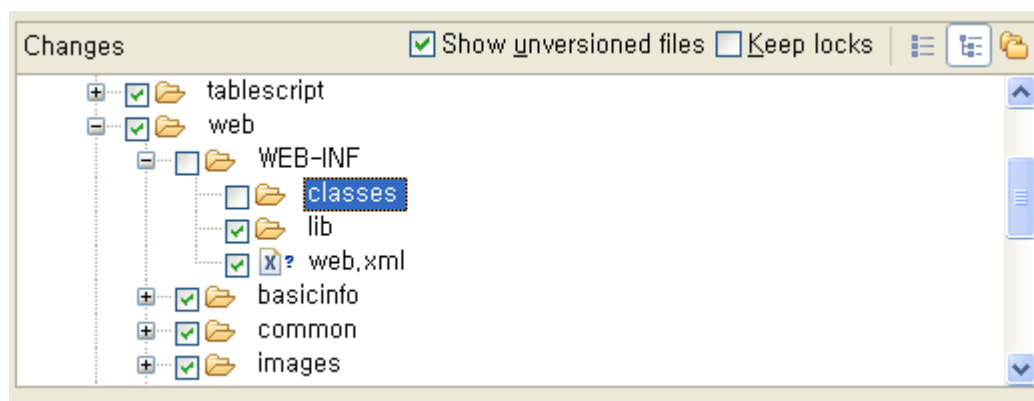 Changes Show unversioned files Keep locks
tablescript
web
WEB-INF
classes
lib
web.xml
basicinfo
common
images